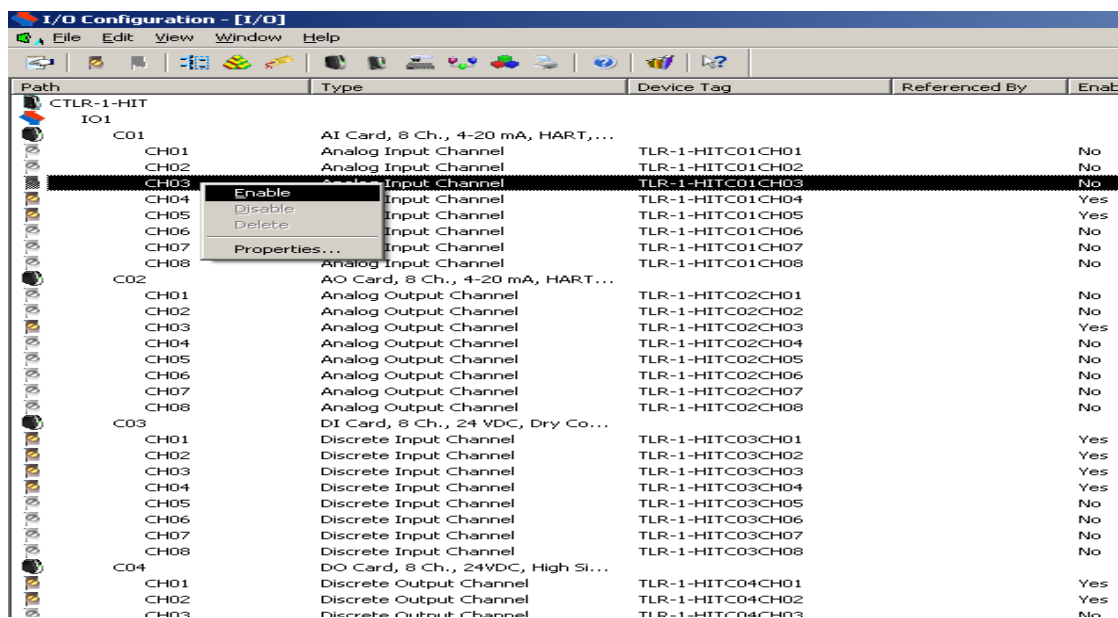 I/O Configuration - [I/O]
File Edit View Window Help
Path Type Device Tag Referenced By Enab
CTLR-1-HIT
IO1
C01 AI Card, 8 Ch., 4-20 mA, HART,...
CH01 Analog Input Channel TLR-1-HITC01CH01 No
CH02 Analog Input Channel TLR-1-HITC01CH02 No
CH03 Analog Input Channel TLR-1-HITC01CH03 No
Enable
CH04 Input Channel TLR-1-HITC01CH04 Yes
Disable
CH05 Input Channel TLR-1-HITC01CH05 Yes
Delete
CH06 Input Channel TLR-1-HITC01CH06 No
CH07 Input Channel TLR-1-HITC01CH07 No
Properties...
CH08 Analog Input Channel TLR-1-HITC01CH08 No
C02 AO Card, 8 Ch., 4-20 mA, HART...
CH01 Analog Output Channel TLR-1-HITC02CH01 No
CH02 Analog Output Channel TLR-1-HITC02CH02 No
CH03 Analog Output Channel TLR-1-HITC02CH03 Yes
CH04 Analog Output Channel TLR-1-HITC02CH04 No
CH05 Analog Output Channel TLR-1-HITC02CH05 No
CH06 Analog Output Channel TLR-1-HITC02CH06 No
CH07 Analog Output Channel TLR-1-HITC02CH07 No
CH08 Analog Output Channel TLR-1-HITC02CH08 No
C03 DI Card, 8 Ch., 24 VDC, Dry Co...
CH01 Discrete Input Channel TLR-1-HITC03CH01 Yes
CH02 Discrete Input Channel TLR-1-HITC03CH02 Yes
CH03 Discrete Input Channel TLR-1-HITC03CH03 Yes
CH04 Discrete Input Channel TLR-1-HITC03CH04 Yes
CH05 Discrete Input Channel TLR-1-HITC03CH05 No
CH06 Discrete Input Channel TLR-1-HITC03CH06 No
CH07 Discrete Input Channel TLR-1-HITC03CH07 No
CH08 Discrete Input Channel TLR-1-HITC03CH08 No
C04 DO Card, 8 Ch., 24VDC, High Si...
CH01 Discrete Output Channel TLR-1-HITC04CH01 Yes
CH02 Discrete Output Channel TLR-1-HITC04CH02 Yes
CH03 Discrete Output Channel TLR-1-HITC04CH03 No